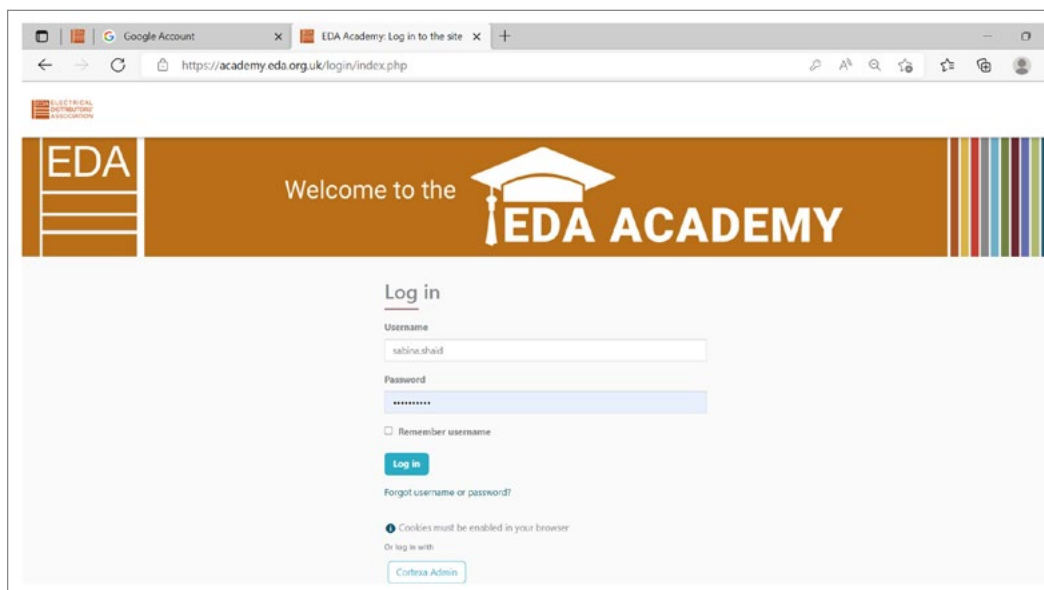 Google Account
EDA Academy: Log in to the site
https://academy.eda.org.uk/login/index.php
EDA ELECTRICAL
DISTRIBUTORS'
ASSOCIATION
EDA
Welcome to the
EDA ACADEMY
Log in
Username
sabina.shaid
Password
••••••••••
Remember username
Log in
Forgot username or password?
Cookies must be enabled in your browser
Or log in with
Cortexa Admin